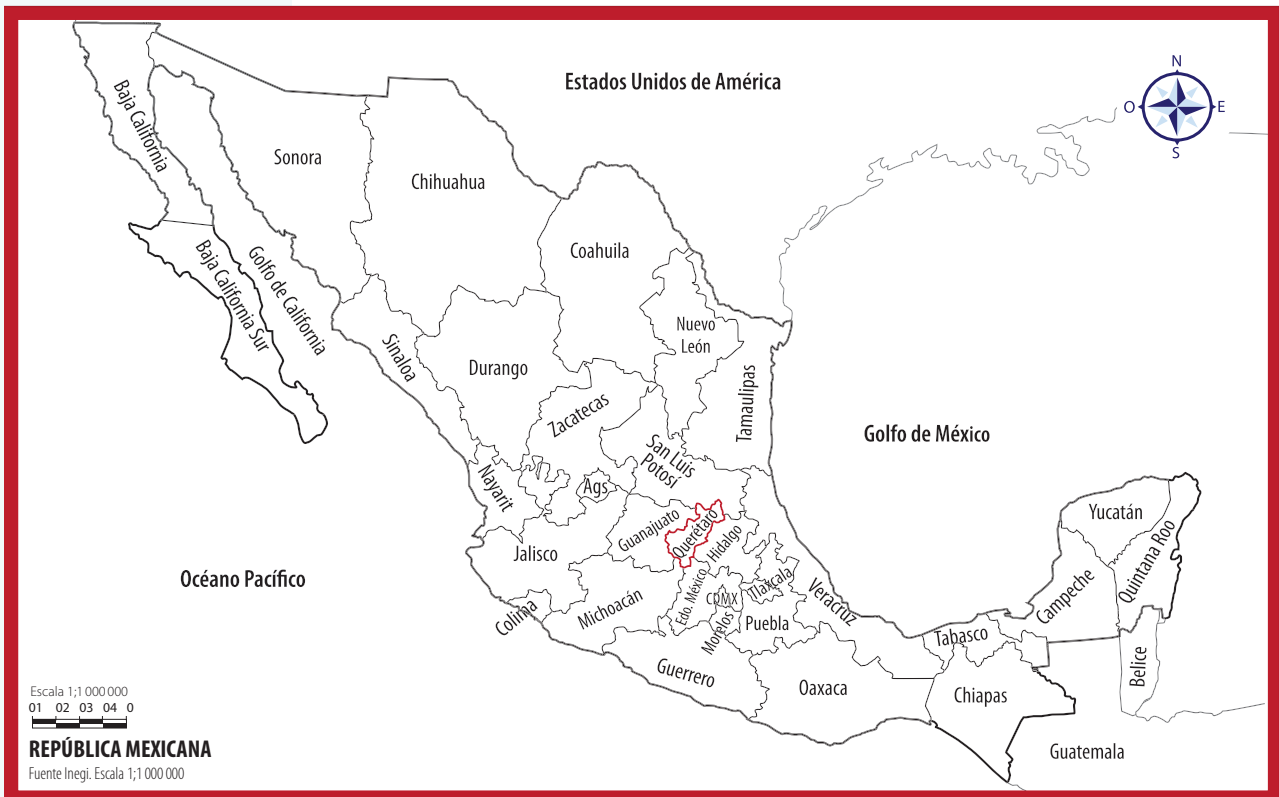 Estados Unidos de América
N
O
E
S
Baja California
Sonora
Chihuahua
Coahuila
Baja California Sur
Golfo de California
Nuevo
León
Sinaloa
Durango
Tamaulipas
Zacatecas
Golfo de México
San Luis
Potosí
Nayarit
Ags
Yucatán
Guanajuato
Querétaro
Hidalgo
Quintana Roo
Jalisco
Océano Pacífico
Edo. México
CDMX
Tlaxcala
Veracruz
Campeche
Colima
Michoacán
Morelos
Puebla
Tabasco
Guerrero
Oaxaca
Chiapas
Belice
Guatemala
Escala 1;1 000 000
01 02 03 04 0
REPÚBLICA MEXICANA
Fuente Inegi. Escala 1;1 000 000